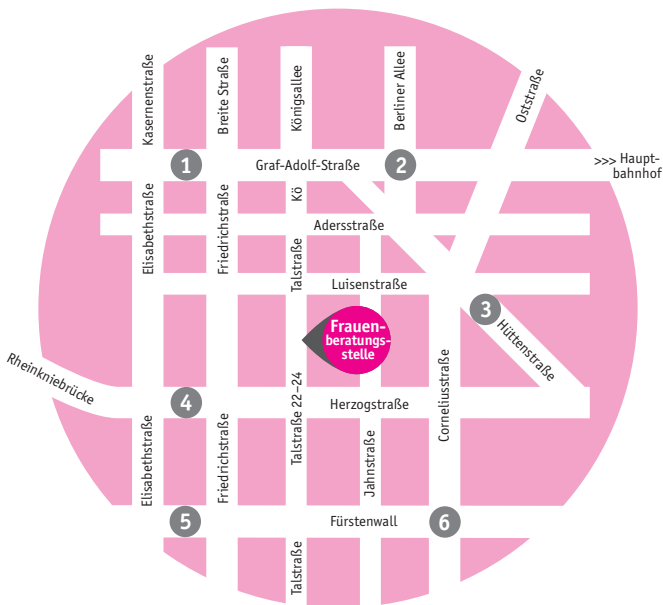 Kasernenstraße
Breite Straße
Königsallee
Berliner Allee
Oststraße
1
Graf-Adolf-Straße
2
>>> Haupt-
bahnhof
Elisabethstraße
Friedrichstraße
Kö
Adersstraße
Talstraße
Luisenstraße
3
Hüttenstraße
Frauen-
beratungs-
stelle
Rheinkniebrücke
4
Talstraße 22–24
Herzogstraße
Corneliusstraße
Elisabethstraße
Friedrichstraße
Jahnstraße
5
Fürstenwall
6
Talstraße